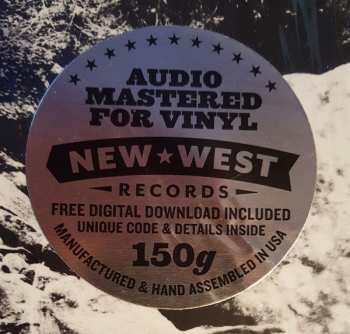 AUDIO
MASTERED
FOR VINYL
NEW★WEST
RECORDS
FREE DIGITAL DOWNLOAD INCLUDED
UNIQUE CODE & DETAILS INSIDE
150g
MANUFACTURED & HAND ASSEMBLED IN USA